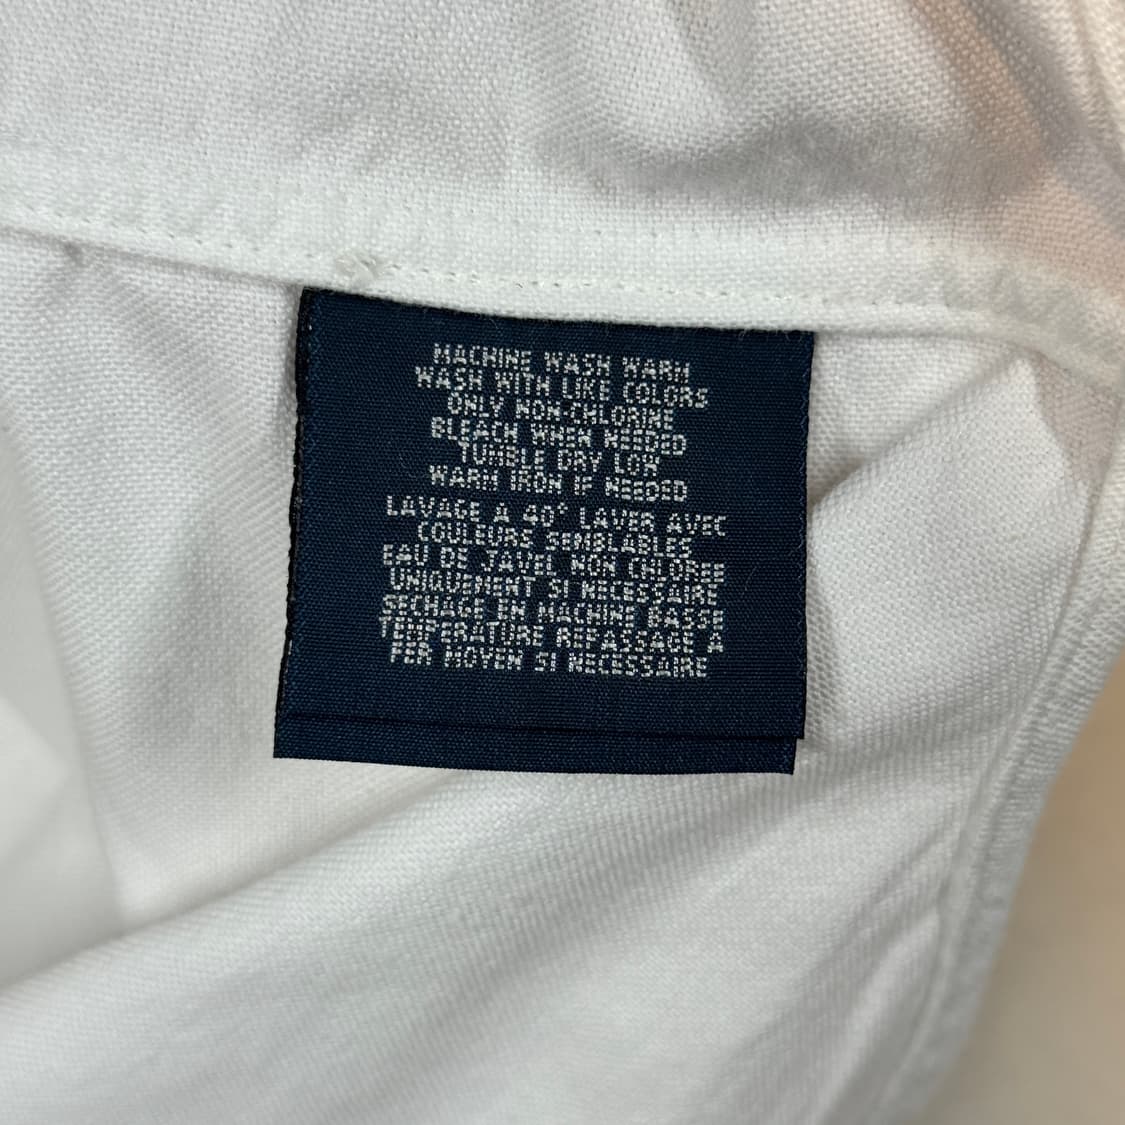 MACHINE WASH WARM
WASH WITH LIKE COLORS
ONLY NON-CHLORINE
BLEACH WHEN NEEDED
TUMBLE DRY LOW
WARM IRON IF NEEDED
LAVAGE A 40° LAVER AVEC
COULEURS SEMBLABLES
EAU DE JAVEL NON CHLOREE
UNIQUEMENT SI NECESSAIRE
SECHAGE EN MACHINE BASSE
TEMPERATURE REPASSAGE A
FER MOYEN SI NECESSAIRE